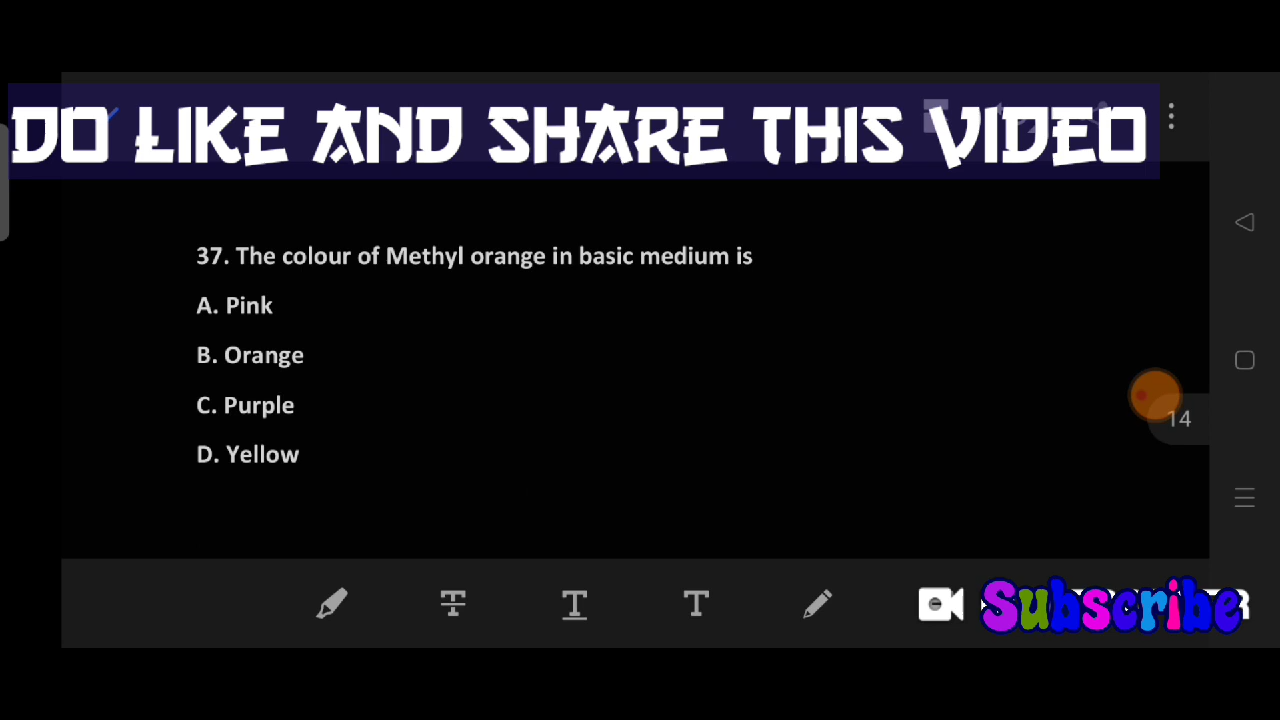 DO LIKE AND SHARE THIS VIDEO
37. The colour of Methyl orange in basic medium is
A. Pink
B. Orange
C. Purple
D. Yellow
14
Subscribe